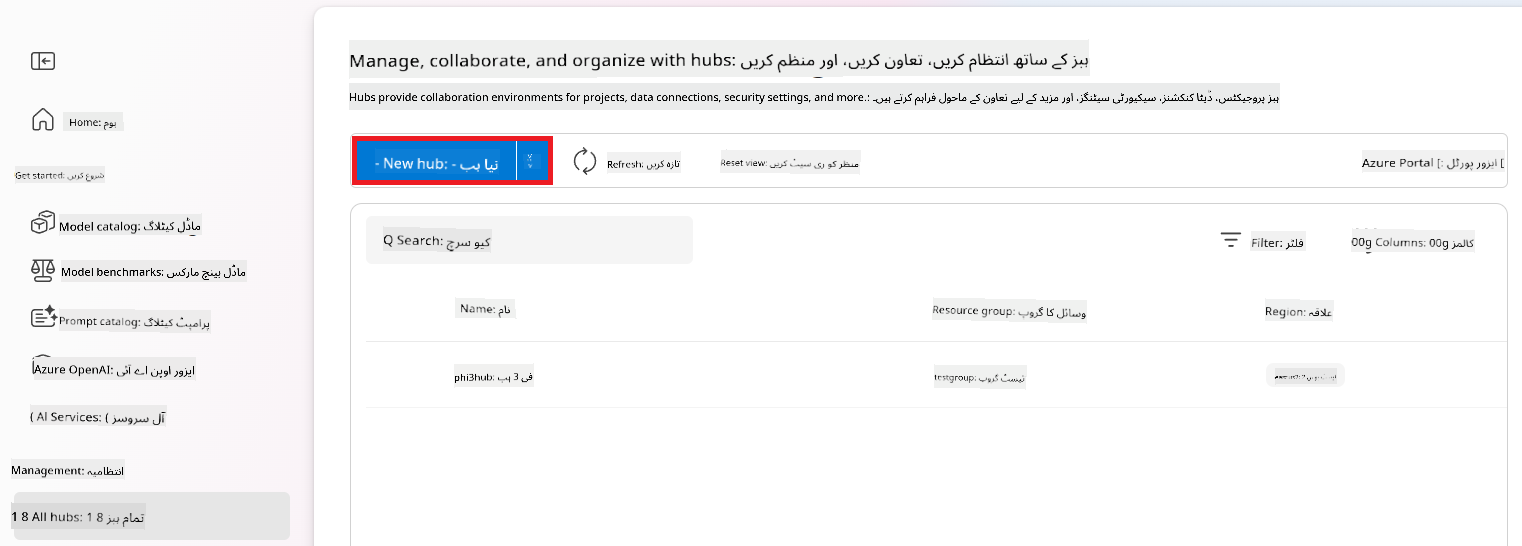 Manage, collaborate, and organize with hubs: ہبز کے ساتھ انتظام کریں، تعاون کریں، اور منظم کریں
Hubs provide collaboration environments for projects, data connections, security settings, and more.: ہبز پروجیکٹس، ڈیٹا کنکشنز، سیکیورٹی سیٹنگز، اور مزید کے لیے تعاون کے ماحول فراہم کرتے ہیں۔
Home: ہوم
Get started: شروع کریں
Model catalog: ماڈل کیٹلاگ
Model benchmarks: ماڈل بینچ مارکس
Prompt catalog: پرامپٹ کیٹلاگ
Azure OpenAI: ایزور اوپن اے آئی
( Al Services: ( آل سروسز
Management: انتظامیہ
1 8 All hubs: 1 8 تمام ہبز
- New hub: - نیا ہب
Refresh: تازہ کریں
Reset view: منظر کو ری سیٹ کریں
Azure Portal [: ایزور پورٹل [
Q Search: کیو سرچ
Filter: فلٹر
00g Columns: 00g کالمز
Name: نام
Resource group: وسائل کا گروپ
Region: علاقہ
phi3hub: فی 3 ہب
testgroup: ٹیسٹ گروپ